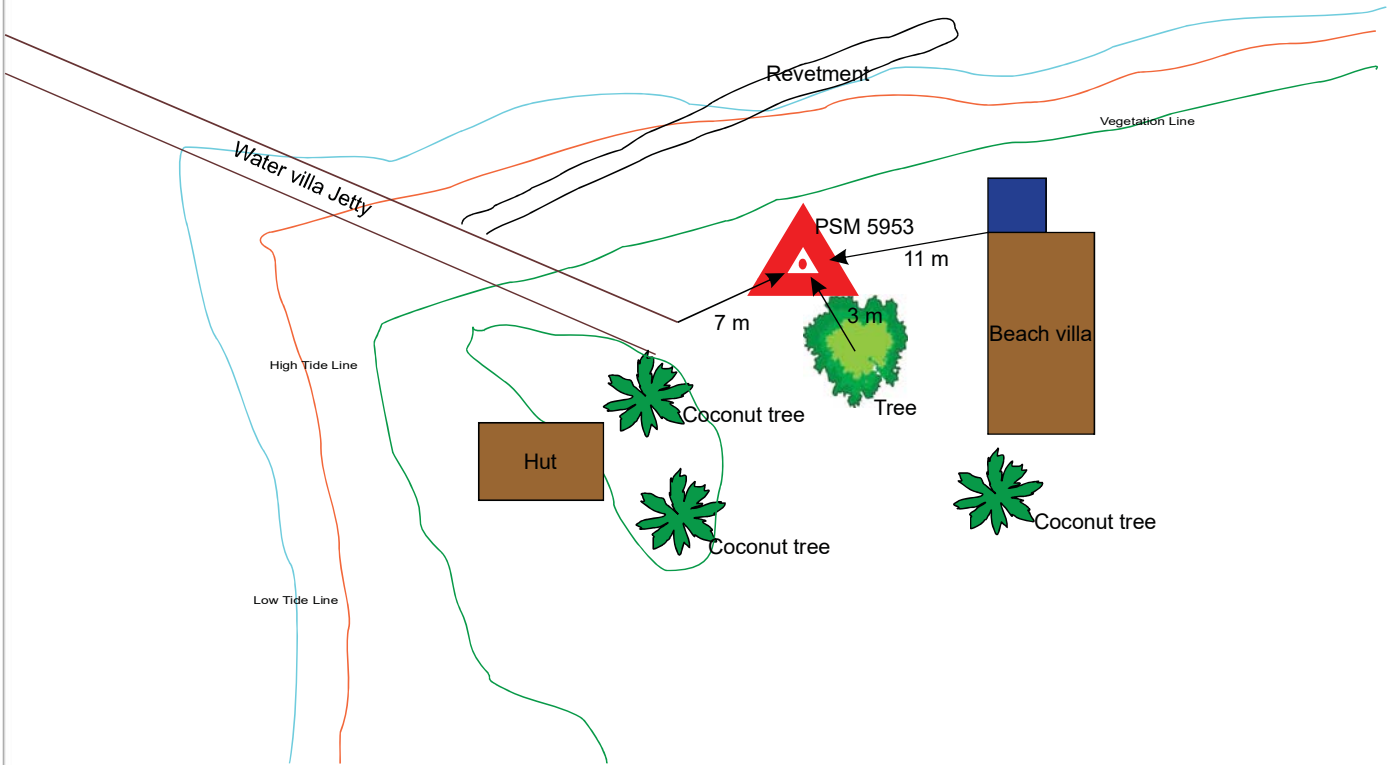 Revetment
Vegetation Line
Water villa Jetty
PSM 5953
11 m
7 m
3 m
Beach villa
High Tide Line
Tree
Coconut tree
Hut
Coconut tree
Coconut tree
Low Tide Line